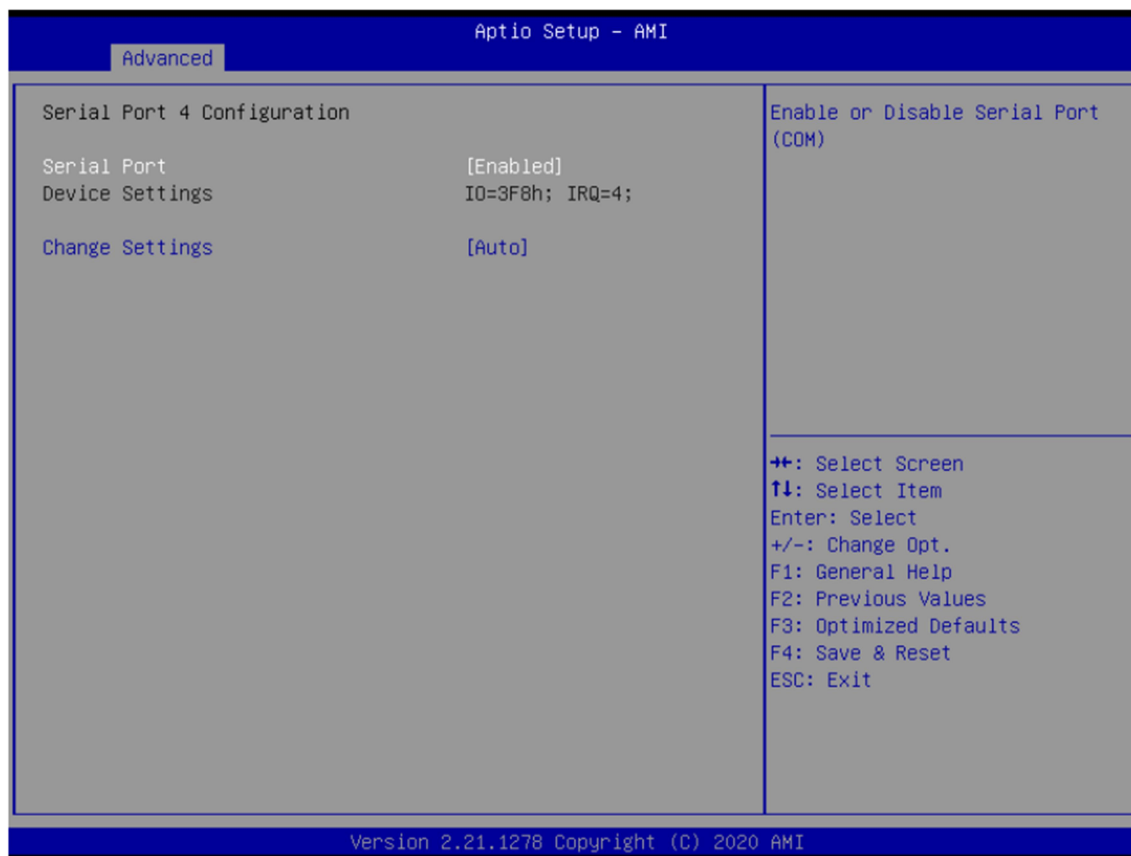 Aptio Setup – AMI
Advanced
Serial Port 4 Configuration
Serial Port [Enabled]
Device Settings IO=3F8h; IRQ=4;
Change Settings [Auto]
Enable or Disable Serial Port
(COM)
→←: Select Screen
↑↓: Select Item
Enter: Select
+/-: Change Opt.
F1: General Help
F2: Previous Values
F3: Optimized Defaults
F4: Save & Reset
ESC: Exit
Version 2.21.1278 Copyright (C) 2020 AMI